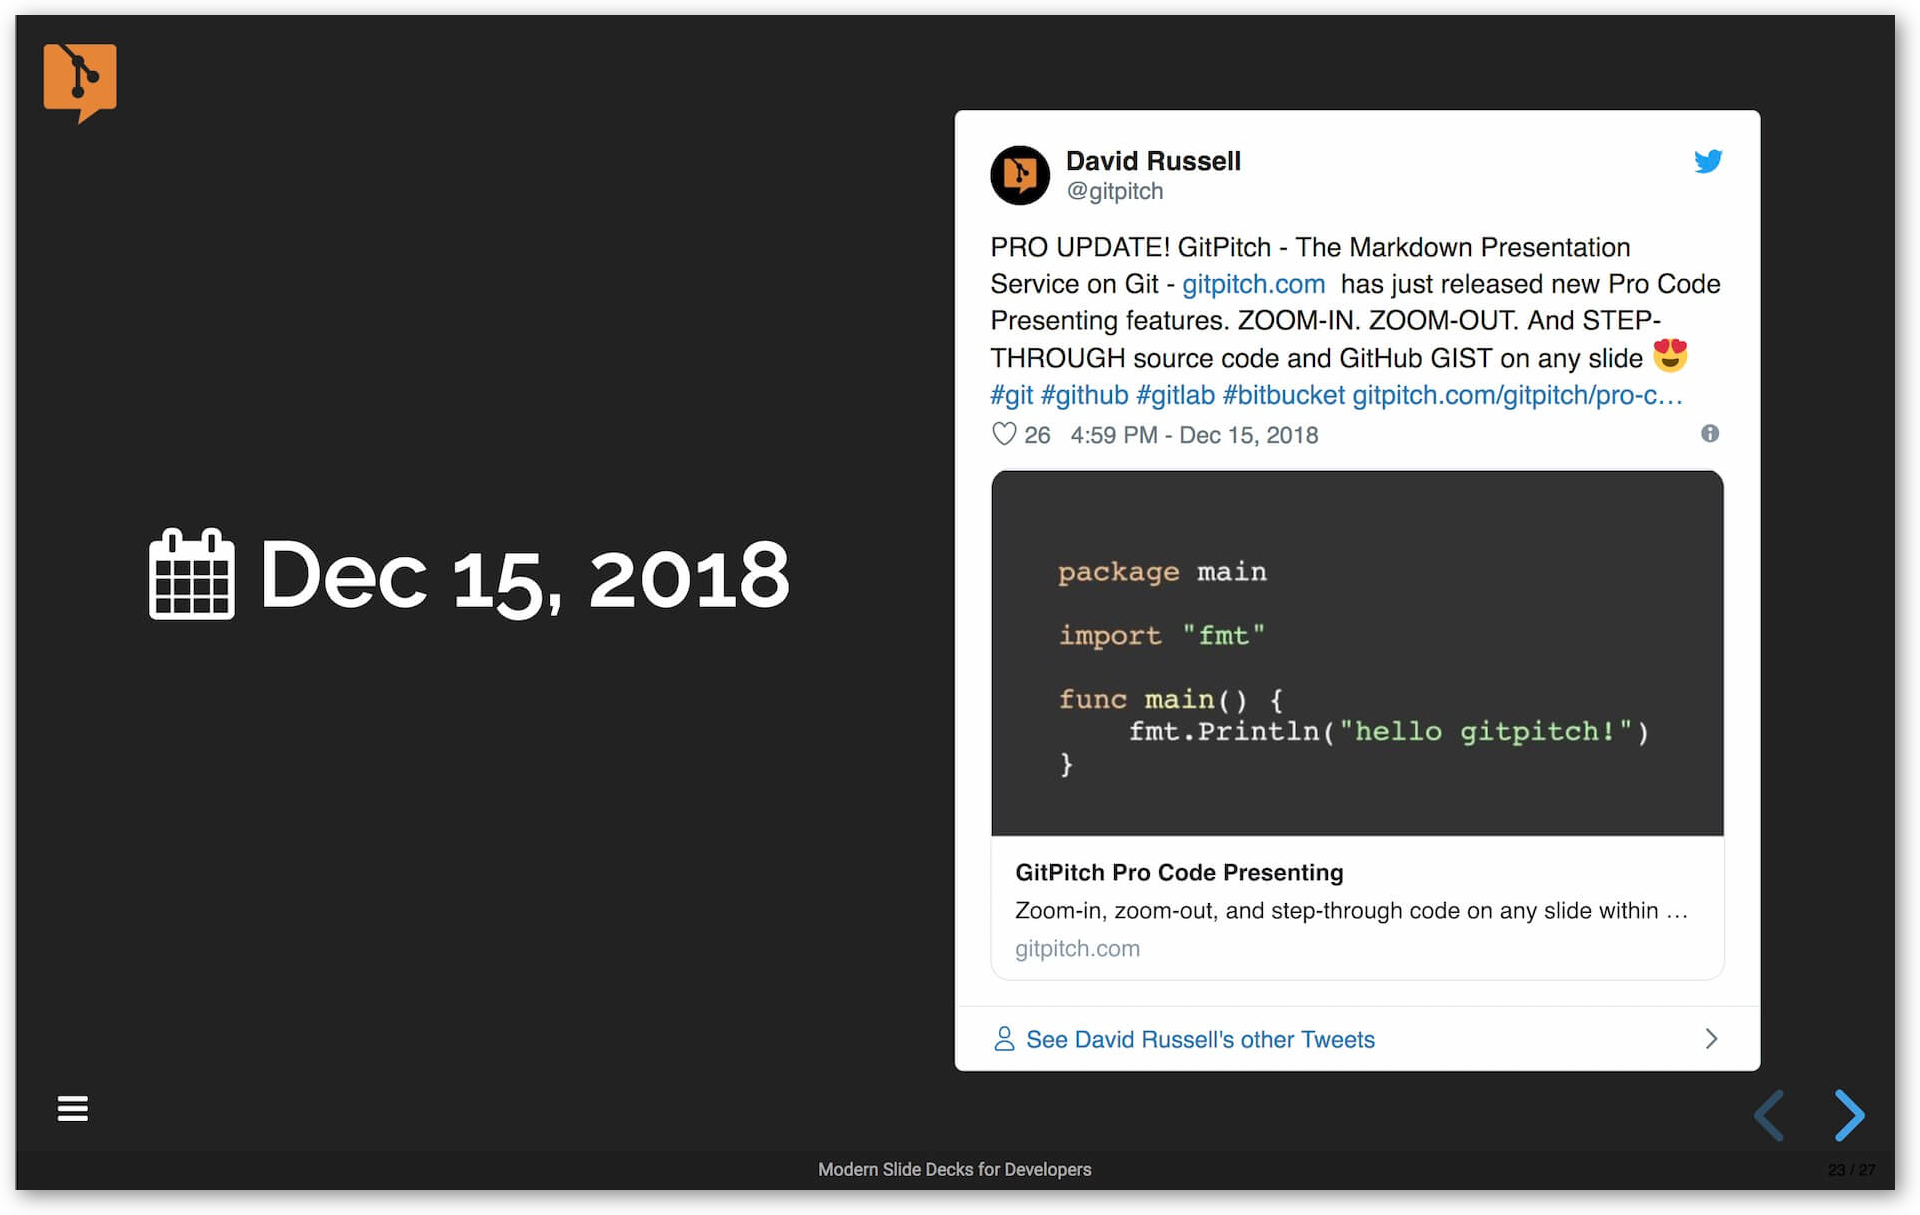 Dec 15, 2018
David Russell
@gitpitch
PRO UPDATE! GitPitch - The Markdown Presentation
Service on Git - gitpitch.com has just released new Pro Code
Presenting features. ZOOM-IN. ZOOM-OUT. And STEP-
THROUGH source code and GitHub GIST on any slide 😍
#git #github #gitlab #bitbucket gitpitch.com/gitpitch/pro-c…
26 4:59 PM - Dec 15, 2018
package main
import "fmt"
func main() {
    fmt.Println("hello gitpitch!")
}
GitPitch Pro Code Presenting
Zoom-in, zoom-out, and step-through code on any slide within …
gitpitch.com
See David Russell's other Tweets
Modern Slide Decks for Developers
23 / 27